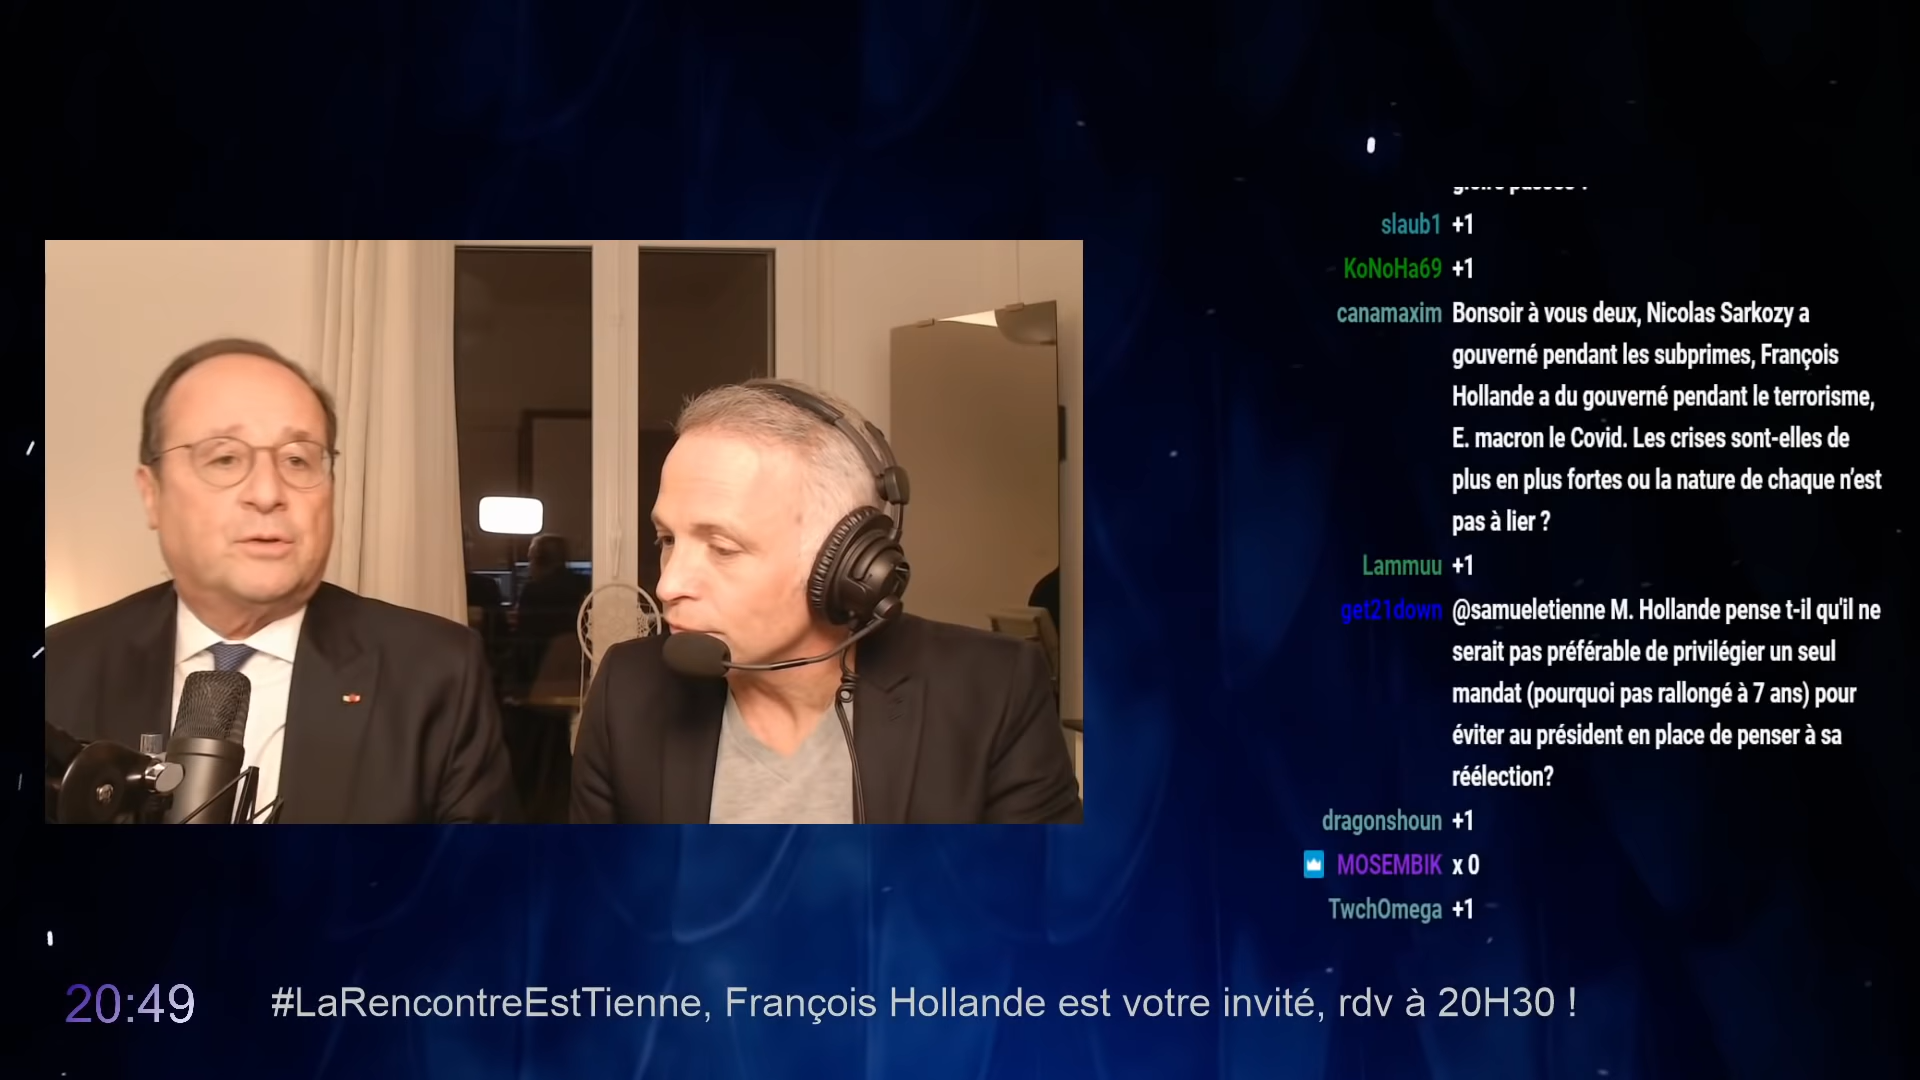 slaub1 +1
KoNoHa69 +1
canamaxim Bonsoir à vous deux, Nicolas Sarkozy a
gouverné pendant les subprimes, François
Hollande a du gouverné pendant le terrorisme,
E. macron le Covid. Les crises sont-elles de
plus en plus fortes ou la nature de chaque n'est
pas à lier ?
Lammuu +1
get21down @samueletienne M. Hollande pense t-il qu'il ne
serait pas préférable de privilégier un seul
mandat (pourquoi pas rallongé à 7 ans) pour
éviter au président en place de penser à sa
réélection?
dragonshoun +1
MOSEMBIK x 0
TwchOmega +1
20:49 #LaRencontreEstTienne, François Hollande est votre invité, rdv à 20H30 !